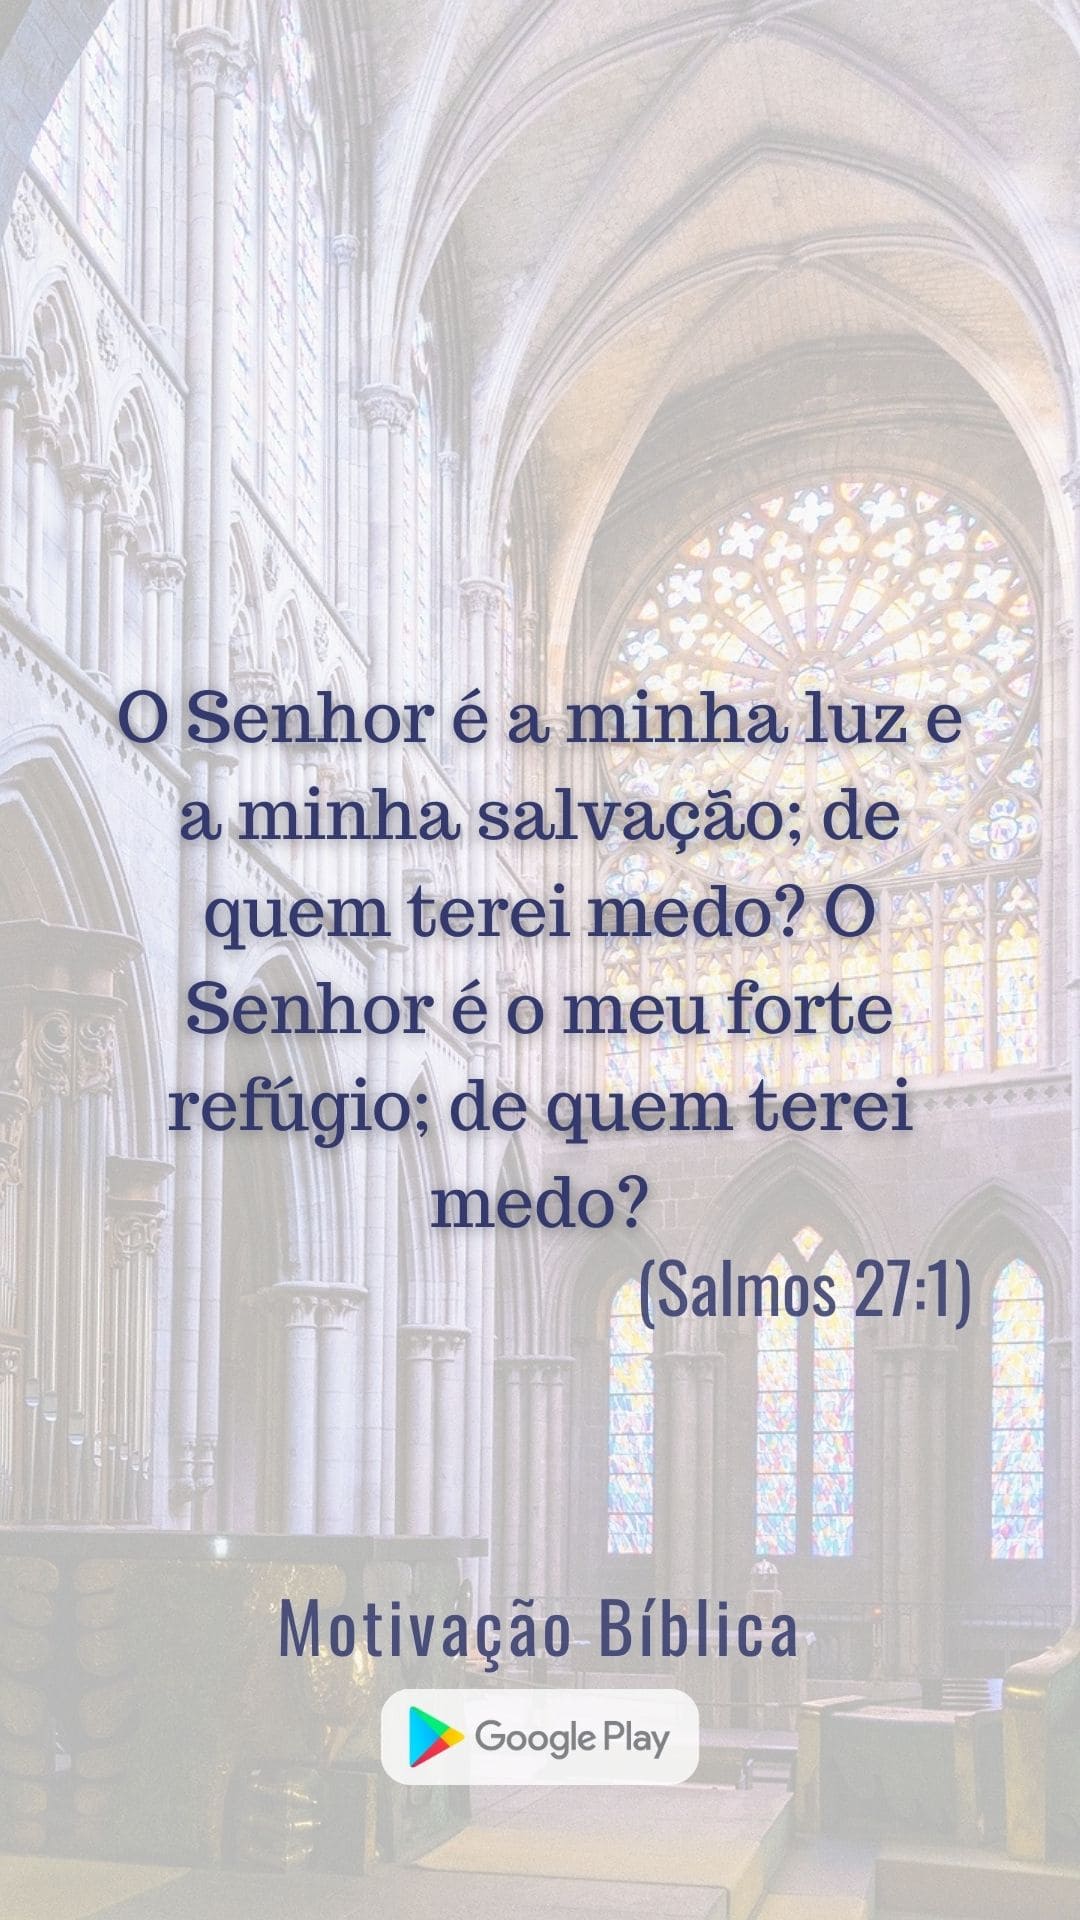 O Senhor é a minha luz e
a minha salvação; de
quem terei medo? O
Senhor é o meu forte
refúgio; de quem terei
medo?
(Salmos 27:1)
Motivação Bíblica
Google Play